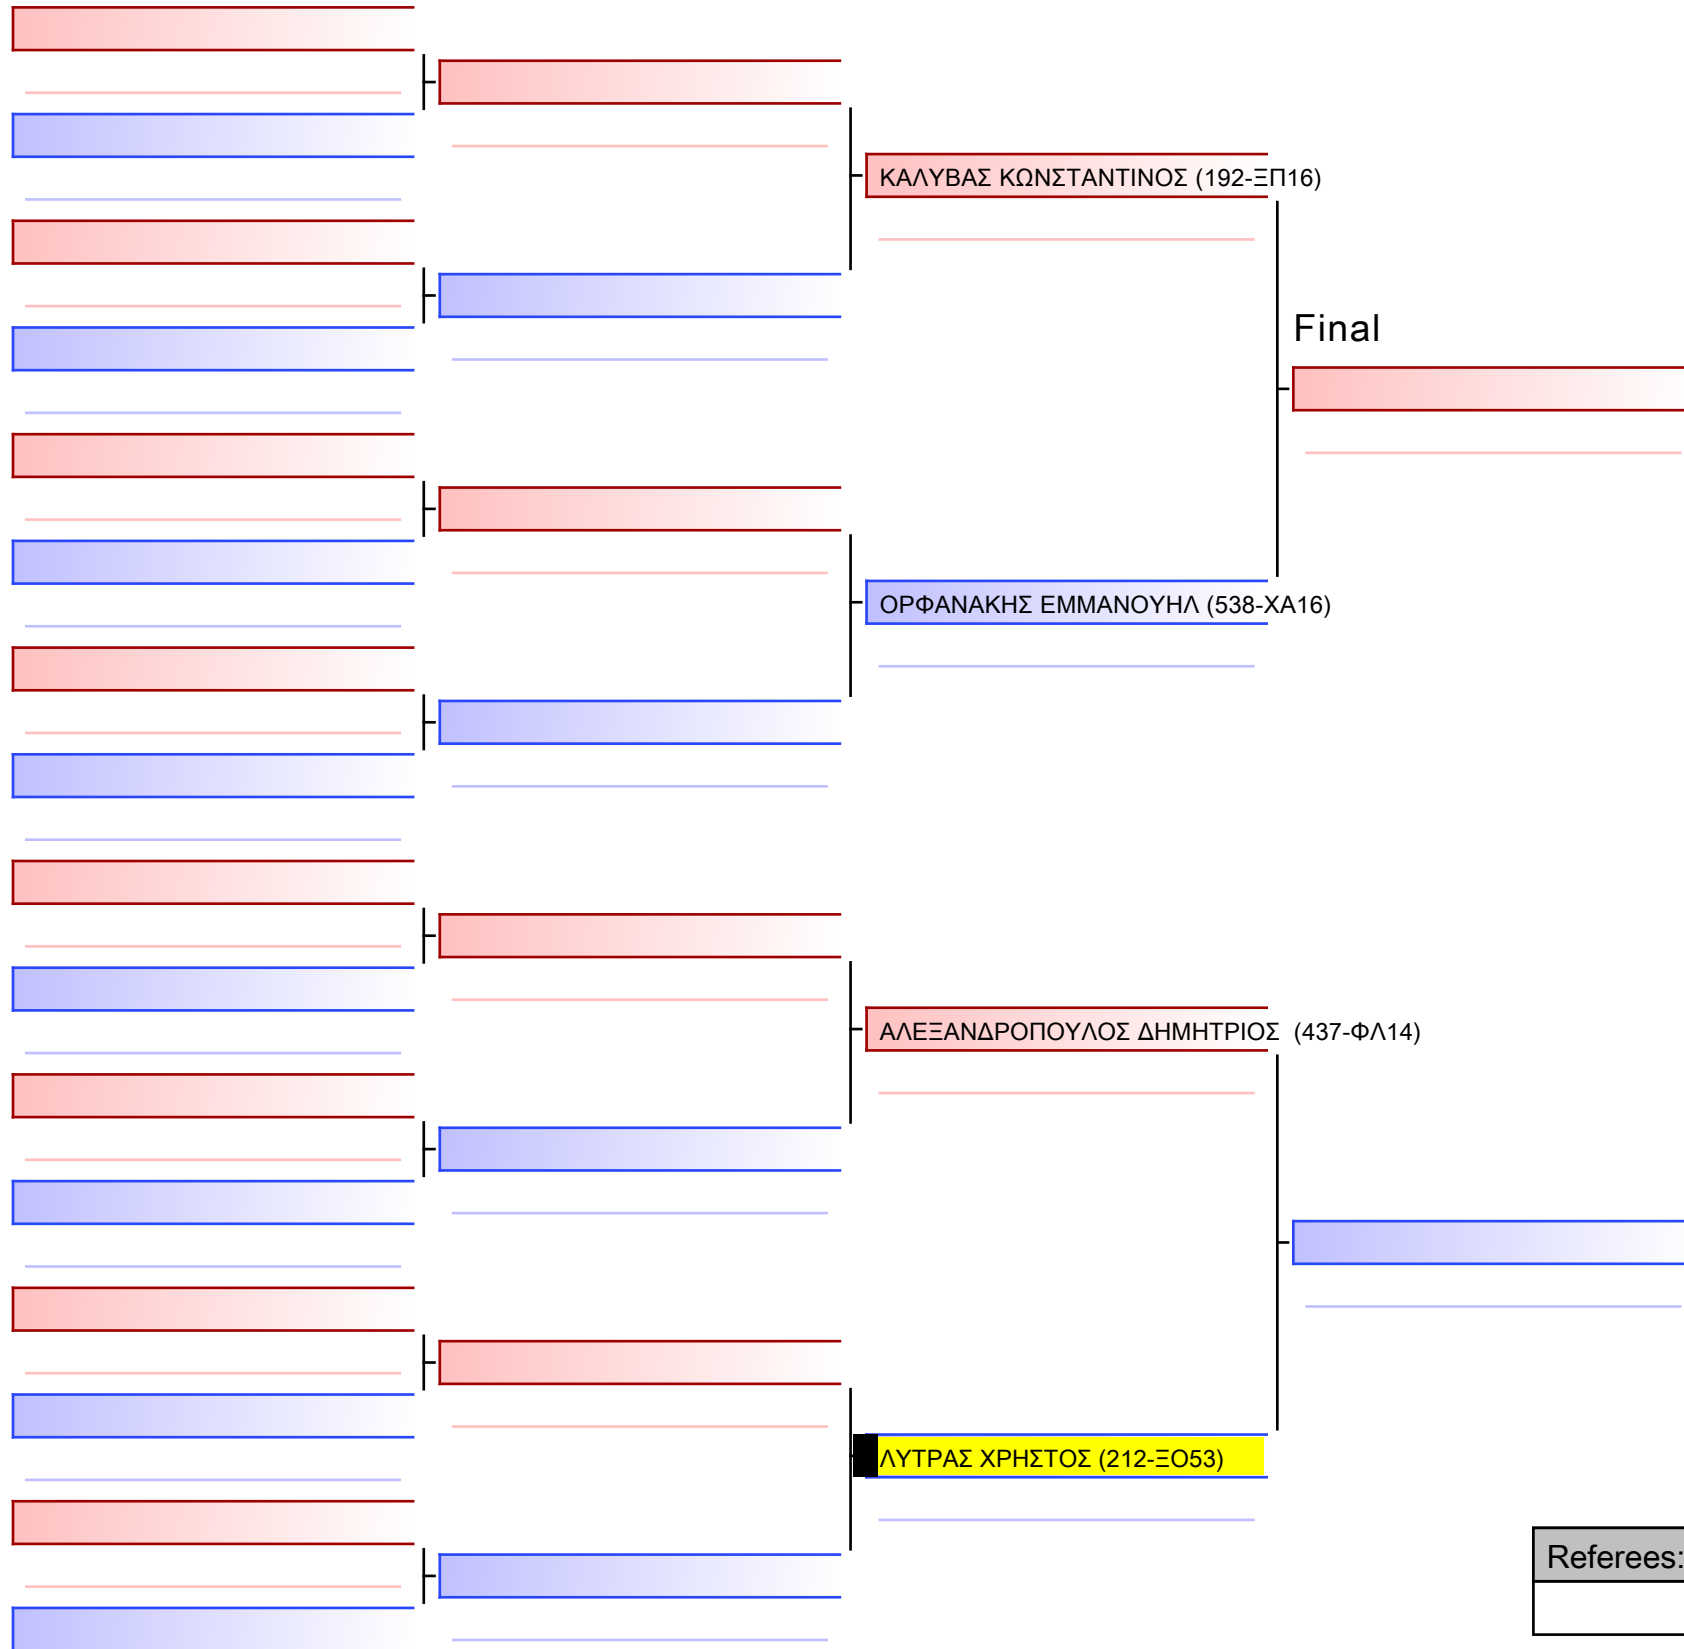 ΚΑΛΥΒΑΣ ΚΩΝΣΤΑΝΤΙΝΟΣ (192-ΞΠ16)
Final
ΟΡΦΑΝΑΚΗΣ ΕΜΜΑΝΟΥΗΛ (538-ΧΑ16)
ΑΛΕΞΑΝΔΡΟΠΟΥΛΟΣ ΔΗΜΗΤΡΙΟΣ (437-ΦΛ14)
ΛΥΤΡΑΣ ΧΡΗΣΤΟΣ (212-ΞΟ53)
Referees: